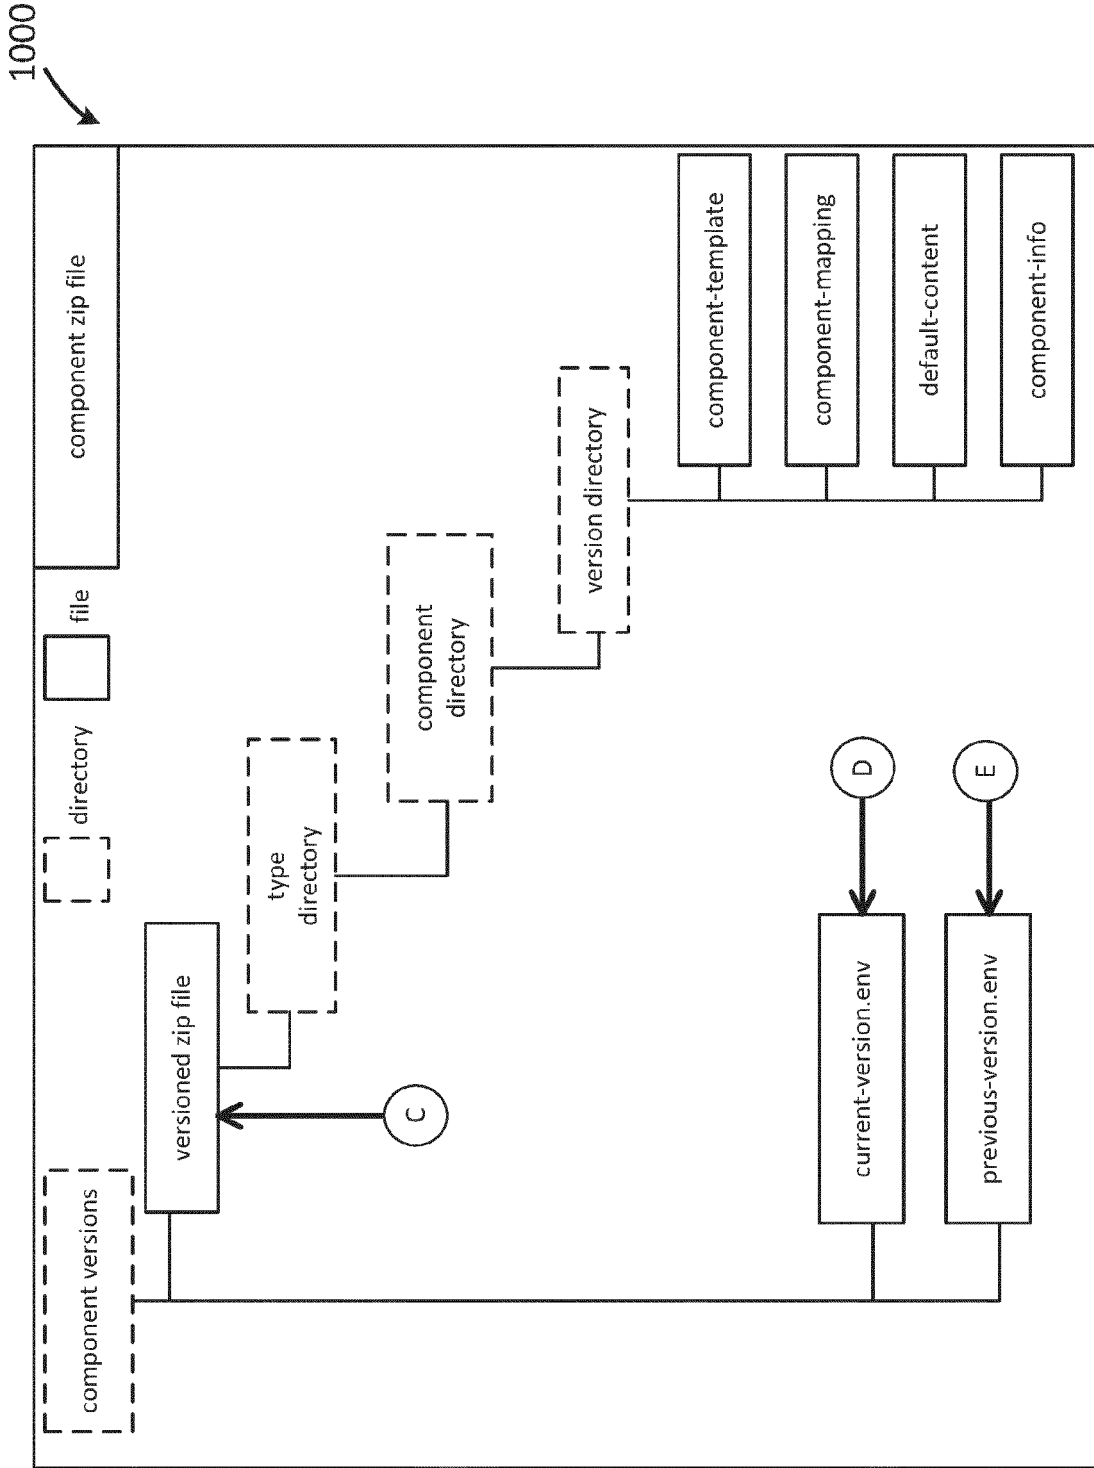 1000
directory
file
component zip file
component versions
versioned zip file
type
directory
C
component
directory
version directory
component-template
component-mapping
default-content
component-info
current-version.env
D
previous-version.env
E